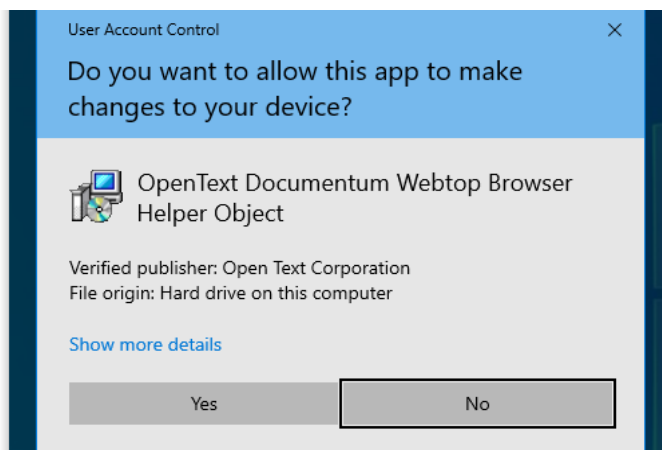 User Account Control
Do you want to allow this app to make
changes to your device?
OpenText Documentum Webtop Browser
Helper Object
Verified publisher: Open Text Corporation
File origin: Hard drive on this computer
Show more details
Yes
No